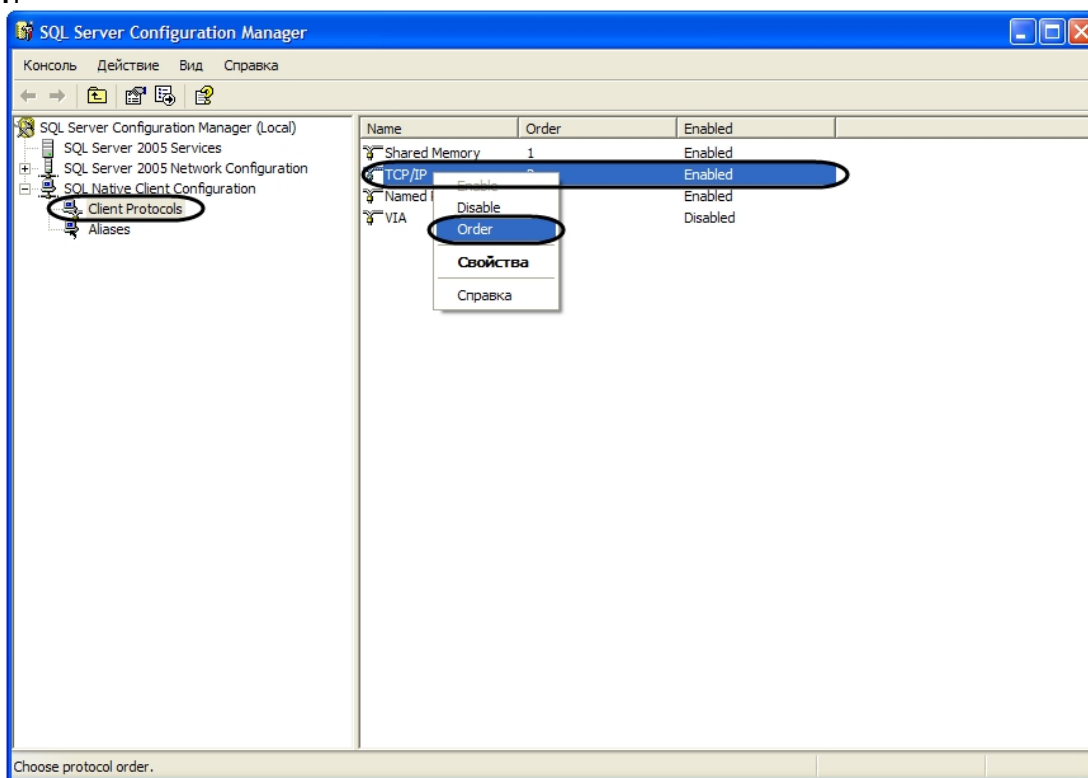 SQL Server Configuration Manager
Консоль Действие Вид Справка
SQL Server Configuration Manager (Local)
SQL Server 2005 Services
SQL Server 2005 Network Configuration
SQL Native Client Configuration
Client Protocols
Aliases
Name Order Enabled
Shared Memory 1 Enabled
TCP/IP Enabled
Named Enabled
VIA Disabled
Enable
Disable
Order
Свойства
Справка
Choose protocol order.